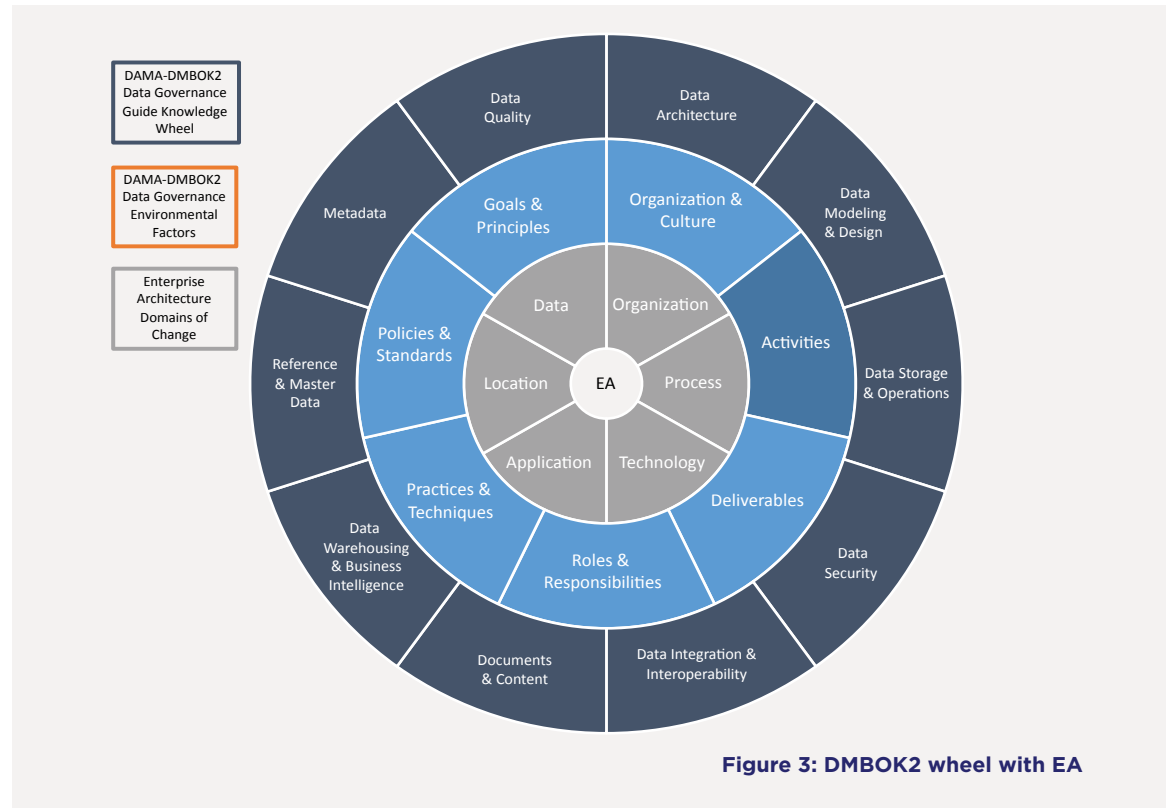 DAMA-DMBOK2
Data Governance
Guide Knowledge
Wheel
DAMA-DMBOK2
Data Governance
Environmental
Factors
Enterprise
Architecture
Domains of
Change
Data
Quality
Data
Architecture
Data
Modeling
& Design
Data Storage
& Operations
Data
Security
Data Integration &
Interoperability
Documents
& Content
Data
Warehousing
& Business
Intelligence
Reference
& Master
Data
Metadata
Goals &
Principles
Organization &
Culture
Activities
Deliverables
Roles &
Responsibilities
Practices &
Techniques
Policies &
Standards
Data
Organization
Process
Technology
Application
Location
EA
Figure 3: DMBOK2 wheel with EA